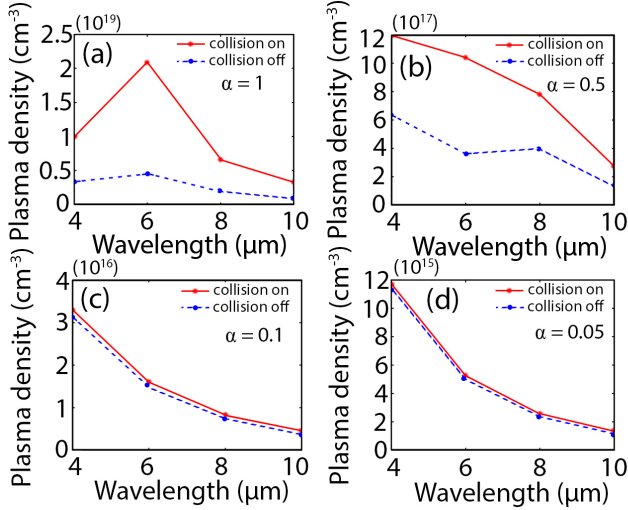 (10¹⁹)
Plasma density (cm⁻³)
2.5
2
1.5
1
0.5
0
(a)
collision on
collision off
α = 1
4 6 8 10
Wavelength (μm)
(10¹⁷)
Plasma density (cm⁻³)
12
10
8
6
4
2
0
(b)
collision on
collision off
α = 0.5
4 6 8 10
Wavelength (μm)
(10¹⁶)
Plasma density (cm⁻³)
4
3
2
1
0
(c)
collision on
collision off
α = 0.1
4 6 8 10
Wavelength (μm)
(10¹⁵)
Plasma density (cm⁻³)
12
10
8
6
4
2
0
(d)
collision on
collision off
α = 0.05
4 6 8 10
Wavelength (μm)